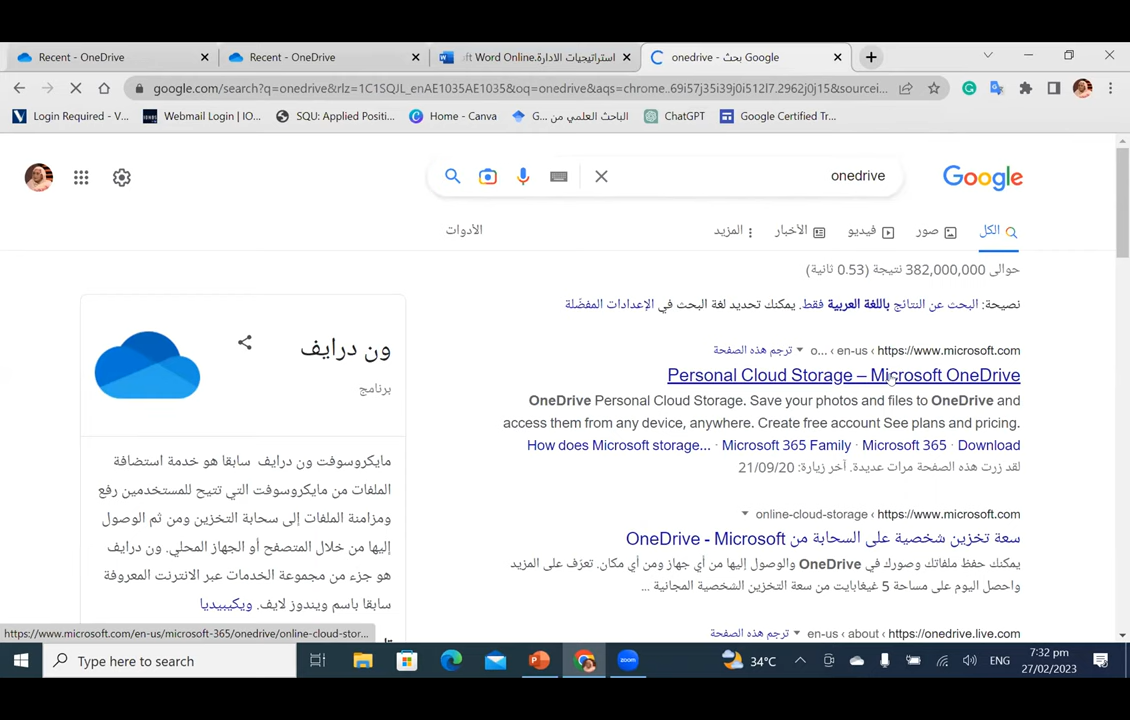 Recent - OneDrive
Recent - OneDrive
استراتيجيات الادارة.ft Word Online
onedrive - بحث Google
google.com/search?q=onedrive&rlz=1C1SQJL_enAE1035AE1035&oq=onedrive&aqs=chrome..69i57j35i39j0i512l7.2962j0j15&sourcei...
Login Required - V...
Webmail Login | IO...
SQU: Applied Positi...
Home - Canva
الباحث العلمي من G...
ChatGPT
Google Certified Tr...
onedrive
Google
الكل
صور
فيديو
الأخبار
المزيد
الأدوات
حوالى 382,000,000 نتيجة (0.53 ثانية)
نصيحة: البحث عن النتائج باللغة العربية فقط. يمكنك تحديد لغة البحث في الإعدادات المفضّلة
https://www.microsoft.com › en-us › ...o ترجم هذه الصفحة
Personal Cloud Storage – Microsoft OneDrive
OneDrive Personal Cloud Storage. Save your photos and files to OneDrive and
access them from any device, anywhere. Create free account See plans and pricing.
How does Microsoft storage... · Microsoft 365 Family · Microsoft 365 · Download
لقد زرت هذه الصفحة مرات عديدة. آخر زيارة: 21/09/20
https://www.microsoft.com › online-cloud-storage
سعة تخزين شخصية على السحابة من OneDrive - Microsoft
يمكنك حفظ ملفاتك وصورك في OneDrive والوصول إليها من أي جهاز ومن أي مكان. تعرّف على المزيد
واحصل اليوم على مساحة 5 غيغابايت من سعة التخزين الشخصية المجانية ...
https://onedrive.live.com › about › en-us ترجم هذه الصفحة
ون درايف
برنامج
مايكروسوفت ون درايف سابقا هو خدمة استضافة
الملفات من مايكروسوفت التي تتيح للمستخدمين رفع
ومزامنة الملفات إلى سحابة التخزين ومن ثم الوصول
إليها من خلال المتصفح أو الجهاز المحلي. ون درايف
هو جزء من مجموعة الخدمات عبر الانترنت المعروفة
سابقا باسم ويندوز لايف. ويكيبيديا
https://www.microsoft.com/en-us/microsoft-365/onedrive/online-cloud-stor...
Type here to search
zoom
34°C
ENG
7:32 pm
27/02/2023